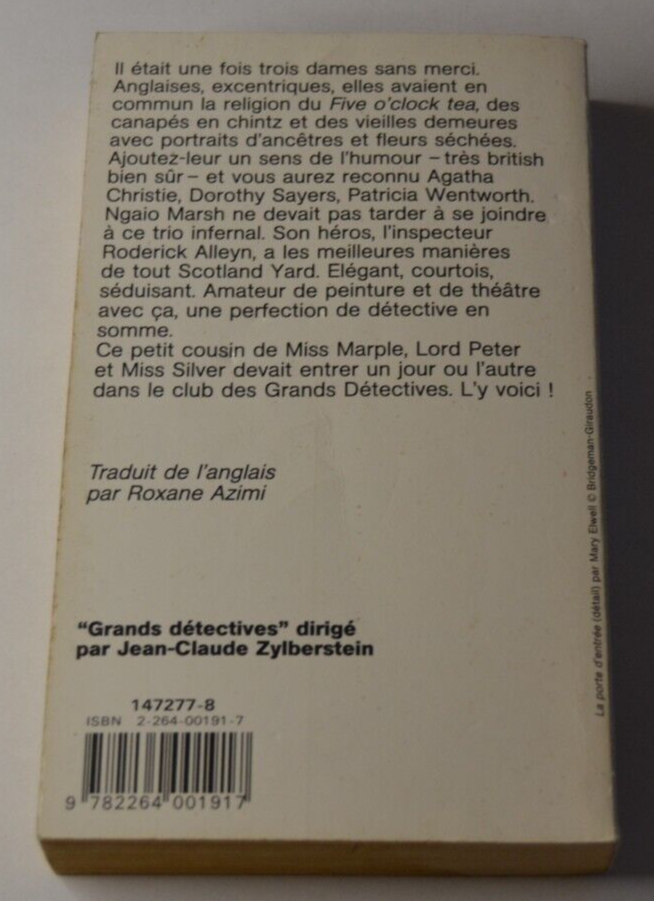 Il était une fois trois dames sans merci.
Anglaises, excentriques, elles avaient en
commun la religion du Five o'clock tea, des
canapés en chintz et des vieilles demeures
avec portraits d'ancêtres et fleurs séchées.
Ajoutez-leur un sens de l'humour – très british
bien sûr – et vous aurez reconnu Agatha
Christie, Dorothy Sayers, Patricia Wentworth.
Ngaio Marsh ne devait pas tarder à se joindre
à ce trio infernal. Son héros, l'inspecteur
Roderick Alleyn, a les meilleures manières
de tout Scotland Yard. Elégant, courtois,
séduisant. Amateur de peinture et de théâtre
avec ça, une perfection de détective en
somme.
Ce petit cousin de Miss Marple, Lord Peter
et Miss Silver devait entrer un jour ou l'autre
dans le club des Grands Détectives. L'y voici !
Traduit de l'anglais
par Roxane Azimi
"Grands détectives" dirigé
par Jean-Claude Zylberstein
147277-8
ISBN 2-264-00191-7
9 782264 001917
La porte d'entrée (détail) par Mary Elwell © Bridgeman-Giraudon